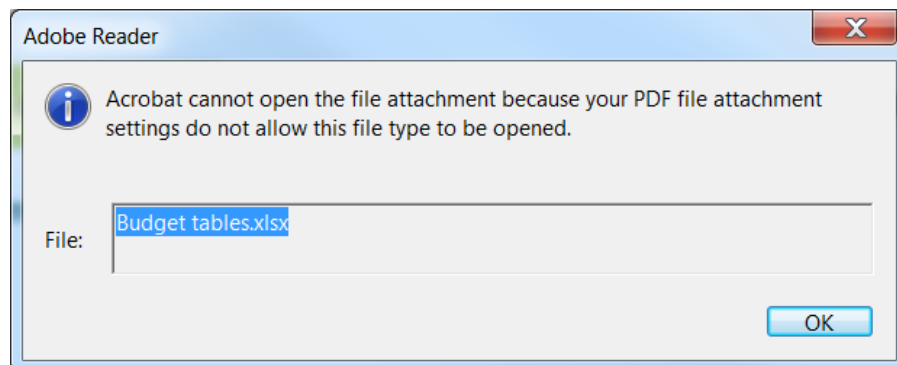 Adobe Reader
Acrobat cannot open the file attachment because your PDF file attachment
settings do not allow this file type to be opened.
File:
Budget tables.xlsx
OK